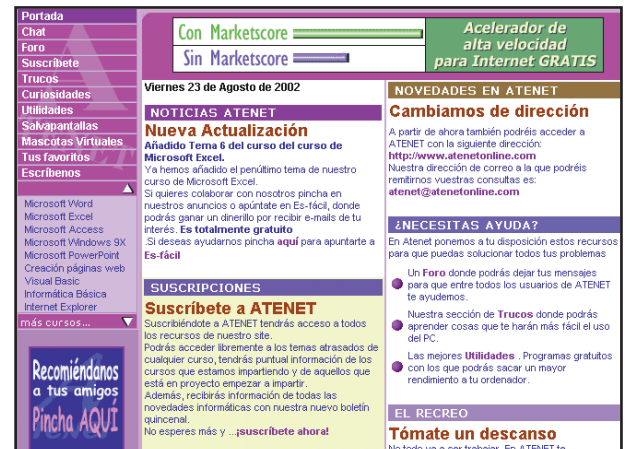 Portada
Chat
Foro
Suscríbete
Trucos
Curiosidades
Utilidades
Salvapantallas
Mascotas Virtuales
Tus favoritos
Escríbenos
Microsoft Word
Microsoft Excel
Microsoft Access
Microsoft Windows 9X
Microsoft PowerPoint
Creación páginas web
Visual Basic
Informática Básica
Internet Explorer
más cursos...
Recomiéndanos
a tus amigos
Pincha AQUÍ
Con Marketscore
Sin Marketscore
Acelerador de
alta velocidad
para Internet GRATIS
Viernes 23 de Agosto de 2002
NOTICIAS ATENET
Nueva Actualización
Añadido Tema 6 del curso del curso de
Microsoft Excel.
Ya hemos añadido el penúltimo tema de nuestro
curso de Microsoft Excel.
Si quieres colaborar con nosotros pincha en
nuestros anuncios o apúntate en Es-fácil, donde
podrás ganar un dinerillo por recibir e-mails de tu
interés. Es totalmente gratuito
.Si deseas ayudarnos pincha aquí para apuntarte a
Es-fácil
SUSCRIPCIONES
Suscríbete a ATENET
Suscribiéndote a ATENET tendrás acceso a todos
los recursos de nuestro site.
Podrás acceder libremente a los temas atrasados de
cualquier curso, tendrás puntual información de los
cursos que estamos impartiendo y de aquellos que
está en proyecto empezar a impartir.
Además, recibirás información de todas las
novedades informáticas con nuestra nuevo boletín
quincenal.
No esperes más y ...¡suscríbete ahora!
NOVEDADES EN ATENET
Cambiamos de dirección
A partir de ahora también podréis acceder a
ATENET con la siguiente dirección:
http://www.atenetonline.com
Nuestra dirección de correo a la que podréis
remitirnos vuestras consultas es:
atenet@atenetonline.com
¿NECESITAS AYUDA?
En Atenet ponemos a tu disposición estos recursos
para que puedas solucionar todos tus problemas
Un Foro donde podrás dejar tus mensajes
para que entre todos los usuarios de ATENET
te ayudemos.
Nuestra sección de Trucos donde podrás
aprender cosas que te harán más fácil el uso
del PC.
Las mejores Utilidades . Programas gratuitos
con los que podrás sacar un mayor
rendimiento a tu ordenador.
EL RECREO
Tómate un descanso
No todo va a ser trabajar. En ATENET te